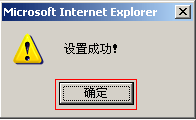 Microsoft Internet Explorer
设置成功!
确定